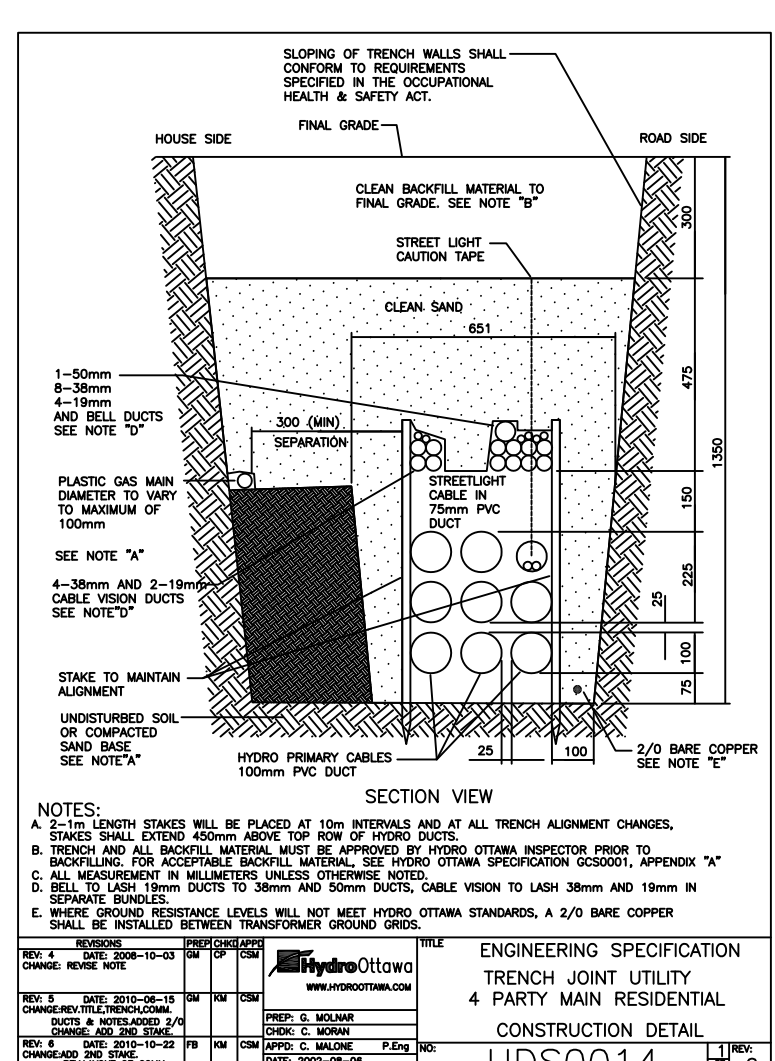 SLOPING OF TRENCH WALLS SHALL
CONFORM TO REQUIREMENTS
SPECIFIED IN THE OCCUPATIONAL
HEALTH & SAFETY ACT.
FINAL GRADE
HOUSE SIDE
ROAD SIDE
CLEAN BACKFILL MATERIAL TO
FINAL GRADE. SEE NOTE "B"
300
STREET LIGHT
CAUTION TAPE
CLEAN SAND
651
475
1-50mm
8-38mm
4-19mm
AND BELL DUCTS
SEE NOTE "D"
300 (MIN)
SEPARATION
1350
PLASTIC GAS MAIN
DIAMETER TO VARY
TO MAXIMUM OF
100mm
SEE NOTE "A"
STREETLIGHT
CABLE IN
75mm PVC
DUCT
150
4-38mm AND 2-19mm
CABLE VISION DUCTS
SEE NOTE"D"
225
25
100
75
STAKE TO MAINTAIN
ALIGNMENT
UNDISTURBED SOIL
OR COMPACTED
SAND BASE
SEE NOTE"A"
HYDRO PRIMARY CABLES
100mm PVC DUCT
25
100
2/0 BARE COPPER
SEE NOTE "E"
SECTION VIEW
NOTES:
A. 2-1m LENGTH STAKES WILL BE PLACED AT 10m INTERVALS AND AT ALL TRENCH ALIGNMENT CHANGES,
STAKES SHALL EXTEND 450mm ABOVE TOP ROW OF HYDRO DUCTS.
B. TRENCH AND ALL BACKFILL MATERIAL MUST BE APPROVED BY HYDRO OTTAWA INSPECTOR PRIOR TO
BACKFILLING. FOR ACCEPTABLE BACKFILL MATERIAL, SEE HYDRO OTTAWA SPECIFICATION GCS0001, APPENDIX "A"
C. ALL MEASUREMENT IN MILLIMETERS UNLESS OTHERWISE NOTED.
D. BELL TO LASH 19mm DUCTS TO 38mm AND 50mm DUCTS, CABLE VISION TO LASH 38mm AND 19mm IN
SEPARATE BUNDLES.
E. WHERE GROUND RESISTANCE LEVELS WILL NOT MEET HYDRO OTTAWA STANDARDS, A 2/0 BARE COPPER
SHALL BE INSTALLED BETWEEN TRANSFORMER GROUND GRIDS.
REVISIONS PREP CHKD APPD
REV: 4 DATE: 2008-10-03 GM CP CSM
CHANGE: REVISE NOTE
REV: 5 DATE: 2010-06-15 GM KM CSM
CHANGE:REV.TITLE,TRENCH,COMM.
DUCTS & NOTES.ADDED 2/0
CHANGE: ADD 2ND STAKE.
REV: 6 DATE: 2010-10-22 FB KM CSM
CHANGE:ADD 2ND STAKE.
HydroOttawa
WWW.HYDROOTTAWA.COM
PREP: G. MOLNAR
CHDK: C. MORAN
APPD: C. MALONE P.Eng
TITLE
ENGINEERING SPECIFICATION
TRENCH JOINT UTILITY
4 PARTY MAIN RESIDENTIAL
CONSTRUCTION DETAIL
NO:
1
REV: